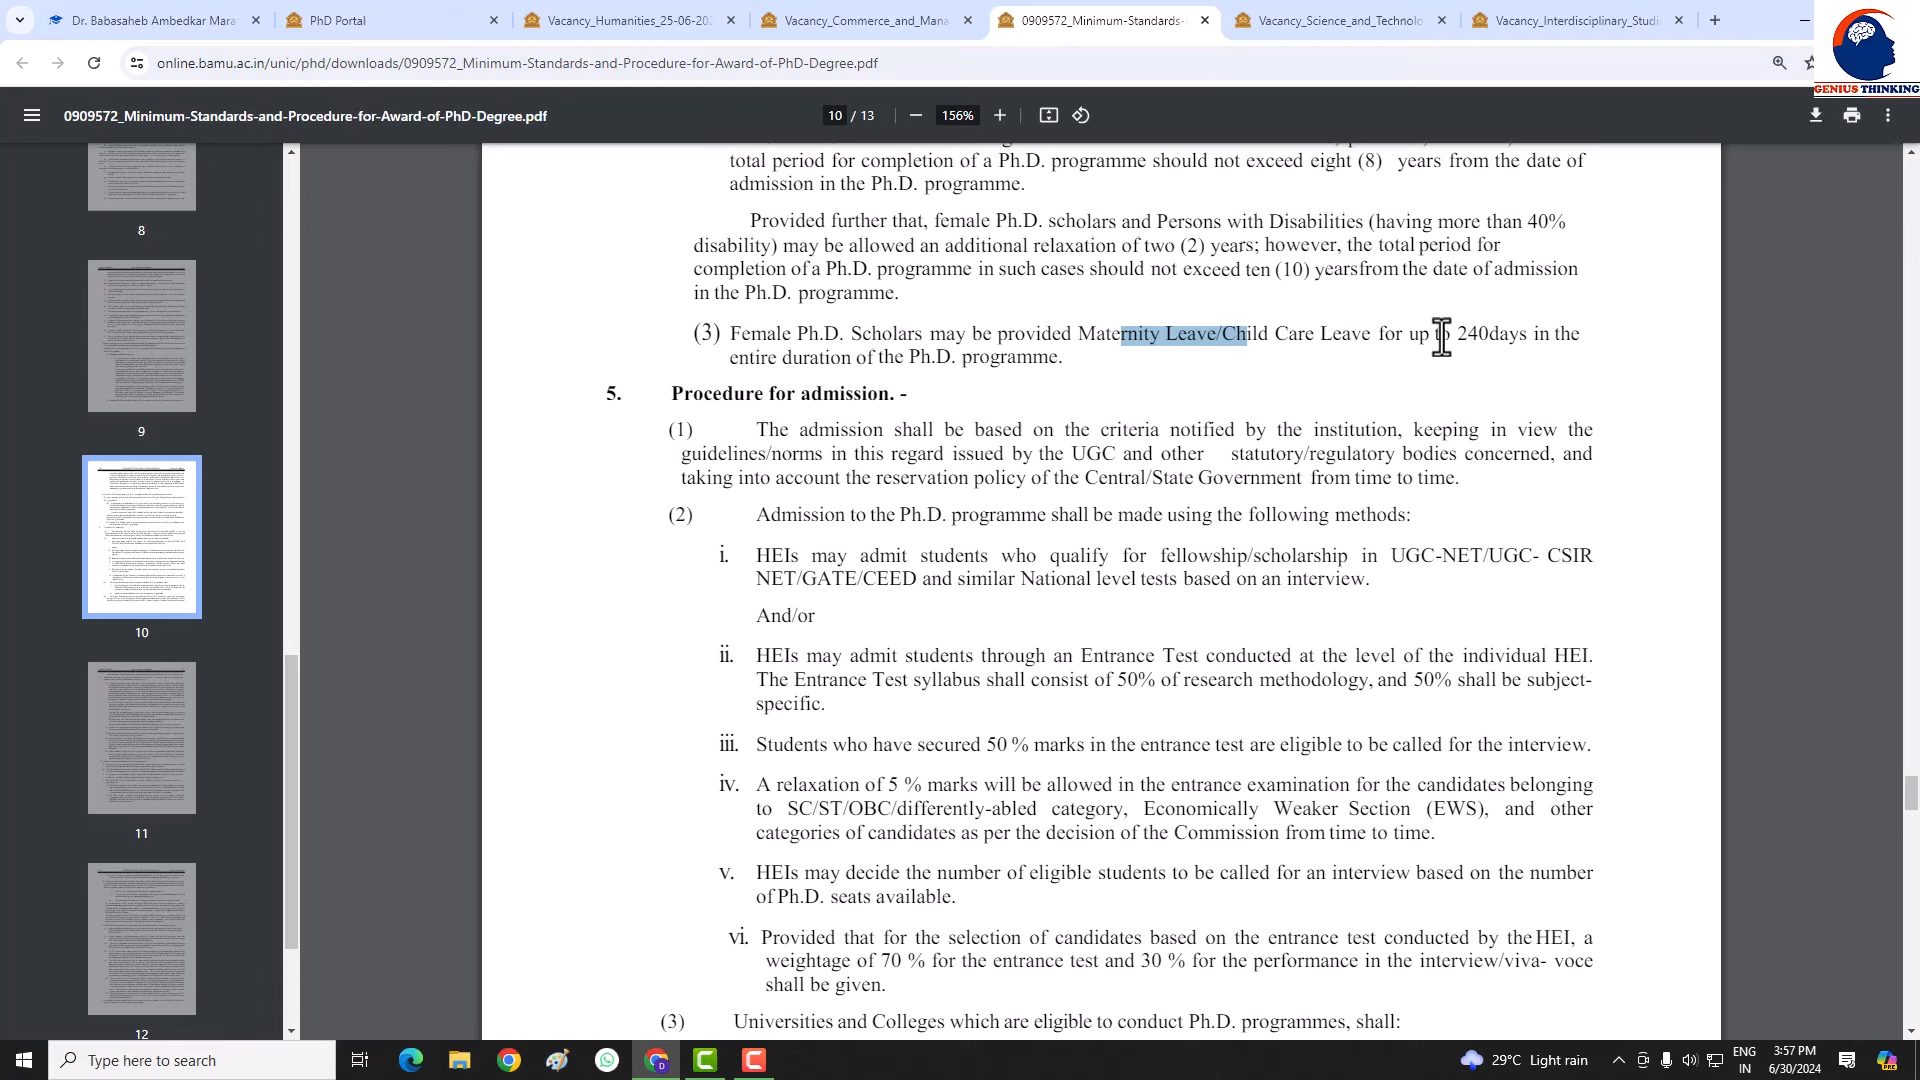 Dr. Babasaheb Ambedkar Mara
PhD Portal
Vacancy_Humanities_25-06-202
Vacancy_Commerce_and_Mana
0909572_Minimum-Standards-
Vacancy_Science_and_Technolo
Vacancy_Interdisciplinary_Studi
online.bamu.ac.in/unic/phd/downloads/0909572_Minimum-Standards-and-Procedure-for-Award-of-PhD-Degree.pdf
GENIUS THINKING
0909572_Minimum-Standards-and-Procedure-for-Award-of-PhD-Degree.pdf
10 / 13
156%
8
9
10
11
12
total period for completion of a Ph.D. programme should not exceed eight (8) years from the date of
admission in the Ph.D. programme.
Provided further that, female Ph.D. scholars and Persons with Disabilities (having more than 40%
disability) may be allowed an additional relaxation of two (2) years; however, the total period for
completion of a Ph.D. programme in such cases should not exceed ten (10) yearsfrom the date of admission
in the Ph.D. programme.
(3) Female Ph.D. Scholars may be provided Maternity Leave/Child Care Leave for up to 240days in the
entire duration of the Ph.D. programme.
5. Procedure for admission. -
(1) The admission shall be based on the criteria notified by the institution, keeping in view the
guidelines/norms in this regard issued by the UGC and other statutory/regulatory bodies concerned, and
taking into account the reservation policy of the Central/State Government from time to time.
(2) Admission to the Ph.D. programme shall be made using the following methods:
i. HEIs may admit students who qualify for fellowship/scholarship in UGC-NET/UGC- CSIR
NET/GATE/CEED and similar National level tests based on an interview.
And/or
ii. HEIs may admit students through an Entrance Test conducted at the level of the individual HEI.
The Entrance Test syllabus shall consist of 50% of research methodology, and 50% shall be subject-
specific.
iii. Students who have secured 50 % marks in the entrance test are eligible to be called for the interview.
iv. A relaxation of 5 % marks will be allowed in the entrance examination for the candidates belonging
to SC/ST/OBC/differently-abled category, Economically Weaker Section (EWS), and other
categories of candidates as per the decision of the Commission from time to time.
v. HEIs may decide the number of eligible students to be called for an interview based on the number
of Ph.D. seats available.
vi. Provided that for the selection of candidates based on the entrance test conducted by the HEI, a
weightage of 70 % for the entrance test and 30 % for the performance in the interview/viva- voce
shall be given.
(3) Universities and Colleges which are eligible to conduct Ph.D. programmes, shall:
Type here to search
29°C Light rain
ENG
IN
3:57 PM
6/30/2024